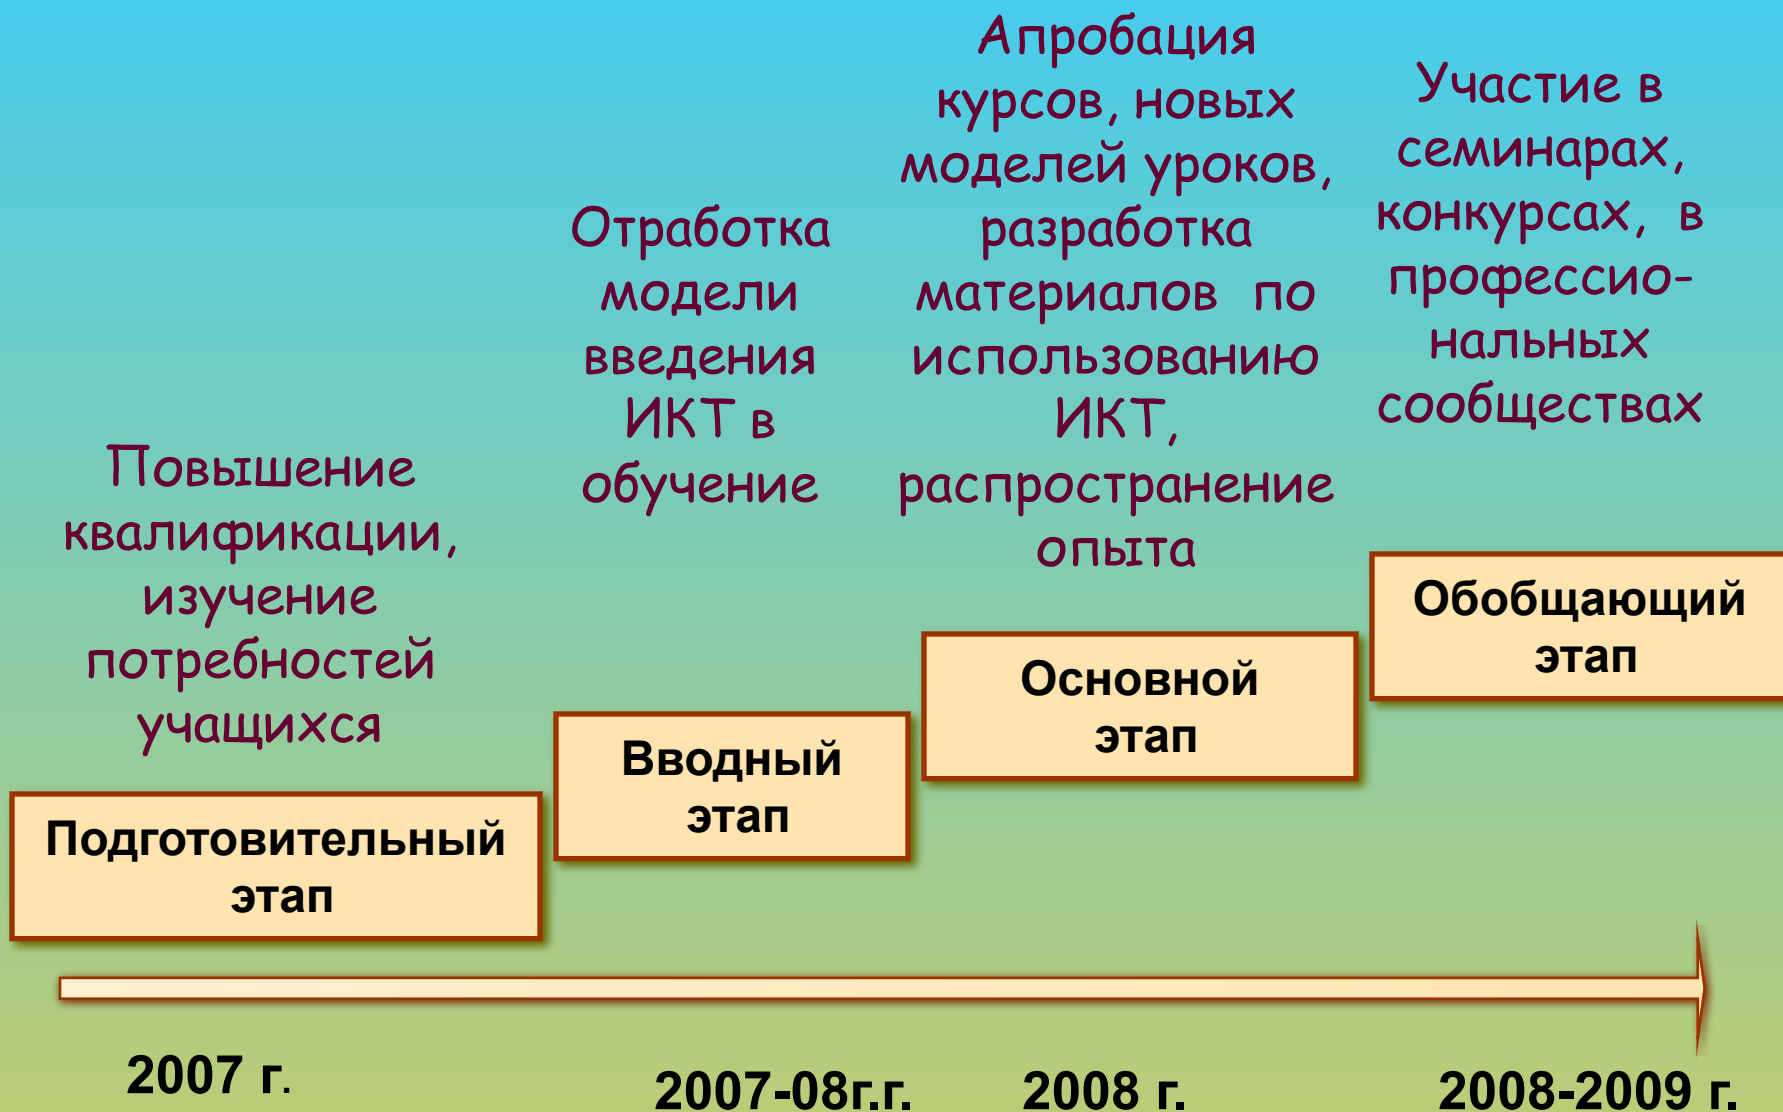 Повышение
квалификации,
изучение
потребностей
учащихся
Подготовительный
этап
2007 г.
Отработка
модели
введения
ИКТ в
обучение
Вводный
этап
2007-08г.г.
Апробация
курсов, новых
моделей уроков,
разработка
материалов по
использованию
ИКТ,
распространение
опыта
Основной
этап
2008 г.
Участие в
семинарах,
конкурсах, в
профессио-
нальных
сообществах
Обобщающий
этап
2008-2009 г.